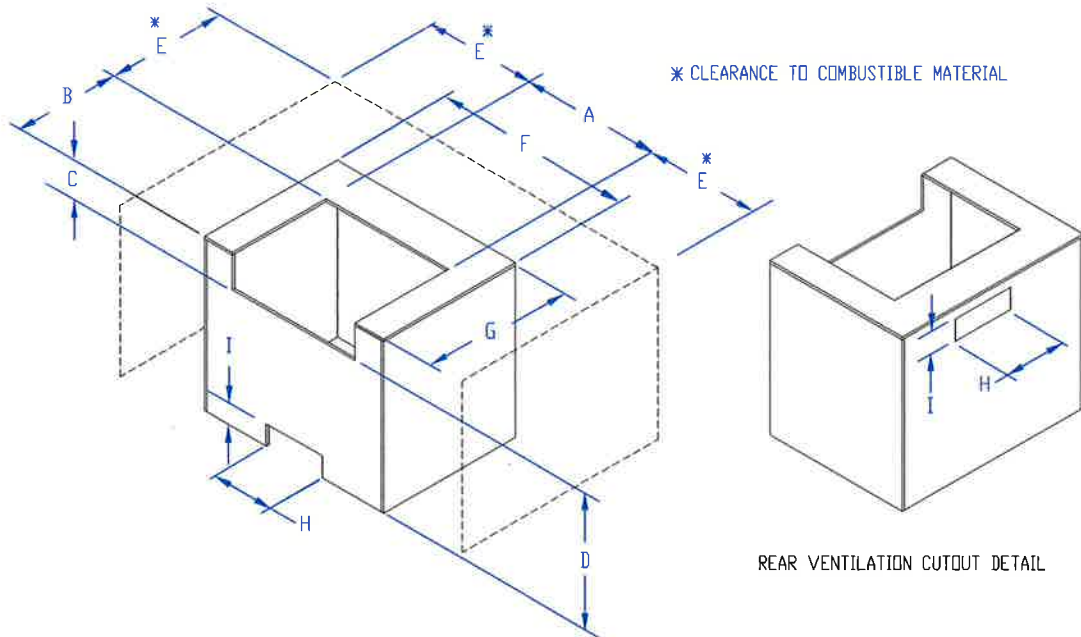 *
E
*
E
* CLEARANCE TO COMBUSTIBLE MATERIAL
B
A
F
*
E
C
G
I
I
H
H
D
REAR VENTILATION CUTOUT DETAIL